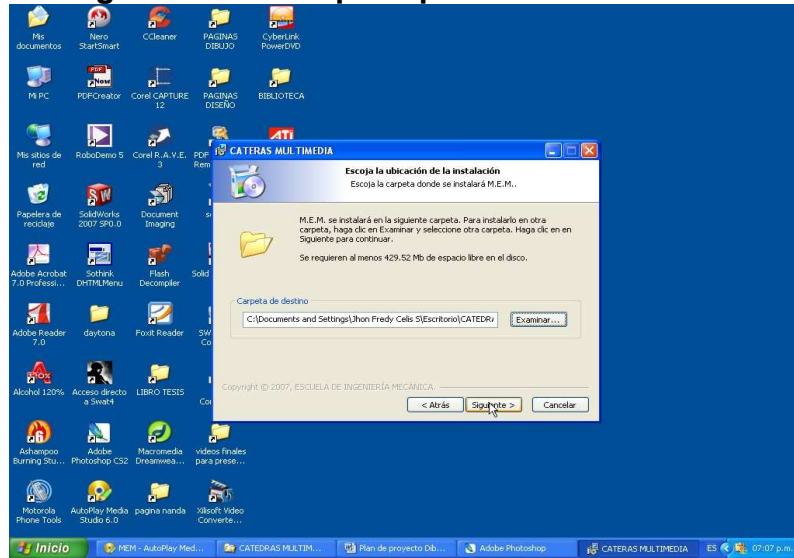 Mis documentos
Nero StartSmart
CCleaner
PAGINAS DIBUJO
CyberLink PowerDVD
Mi PC
PDFCreator
Corel CAPTURE 12
PAGINAS DISEÑO
BIBLIOTECA
Mis sitios de red
RoboDemo 5
Corel R.A.V.E. 3
PDF
Rem
ATI
Papelera de reciclaje
SolidWorks 2007 SP0.0
Document Imaging
Adobe Acrobat 7.0 Professi...
Sothink DHTMLMenu
Flash Decompiler
Solid
Adobe Reader 7.0
daytona
Foxit Reader
SW
Co
Alcohol 120%
Acceso directo a Swat4
LIBRO TESIS
Ashampoo Burning Stu...
Adobe Photoshop CS2
Macromedia Dreamwea...
videos finales para prese...
Motorola Phone Tools
AutoPlay Media Studio 6.0
pagina nanda
Xilisoft Video Converte...
CATERAS MULTIMEDIA
Escoja la ubicación de la instalación
Escoja la carpeta donde se instalará M.E.M..
M.E.M. se instalará en la siguiente carpeta. Para instalarlo en otra
carpeta, haga clic en Examinar y seleccione otra carpeta. Haga clic en en
Siguiente para continuar.
Se requieren al menos 429.52 Mb de espacio libre en el disco.
Carpeta de destino
C:\Documents and Settings\Jhon Fredy Celis S\Escritorio\CATEDR
Examinar...
Copyright © 2007, ESCUELA DE INGENIERÍA MECÁNICA.
< Atrás
Siguiente >
Cancelar
Inicio
MEM - AutoPlay Med...
CATEDRAS MULTIM...
Plan de proyecto Dib...
Adobe Photoshop
CATERAS MULTIMEDIA
ES
07:07 p.m.